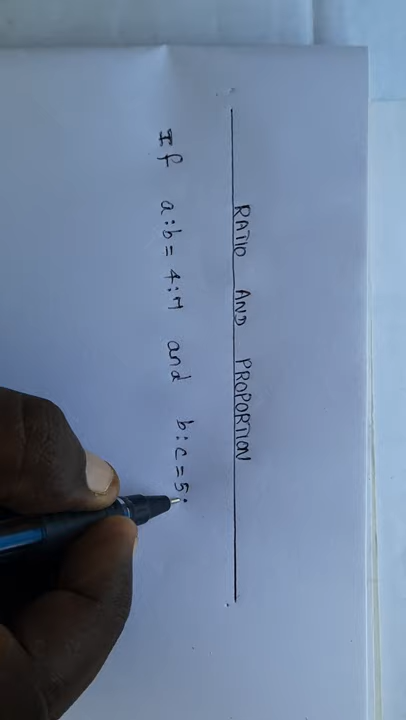 RATIO AND PROPORTION
If a:b = 4:7 and b:c = 5: